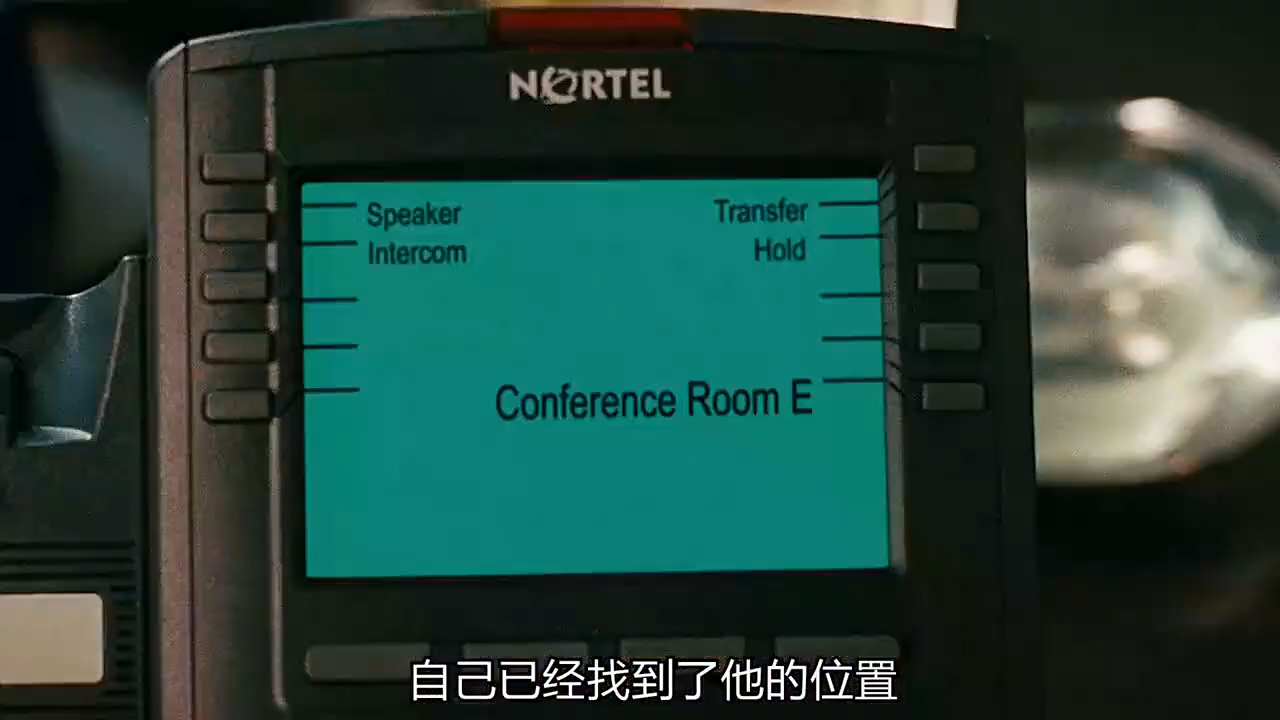 NORTEL
Speaker
Transfer
Intercom
Hold
Conference Room E
自己已经找到了他的位置